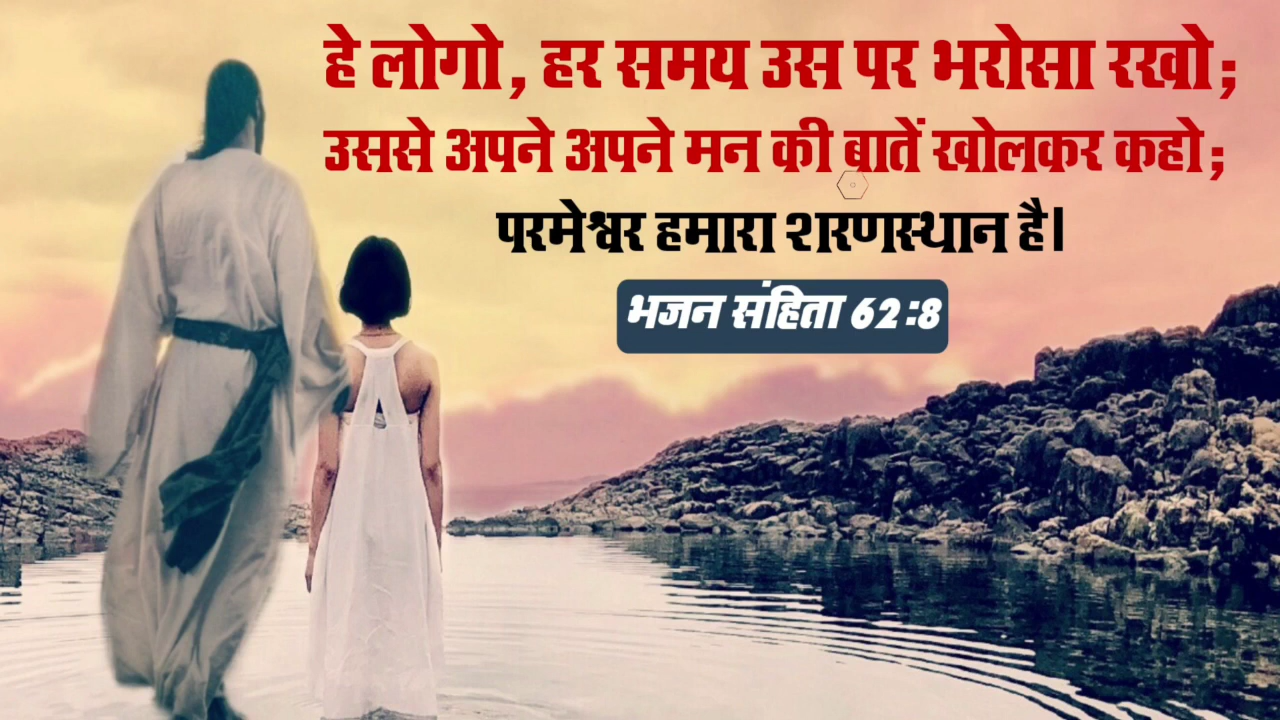 हे लोगो, हर समय उस पर भरोसा रखो;
उससे अपने अपने मन की बातें खोलकर कहो;
परमेश्वर हमारा शरणस्थान है।
भजन संहिता 62:8